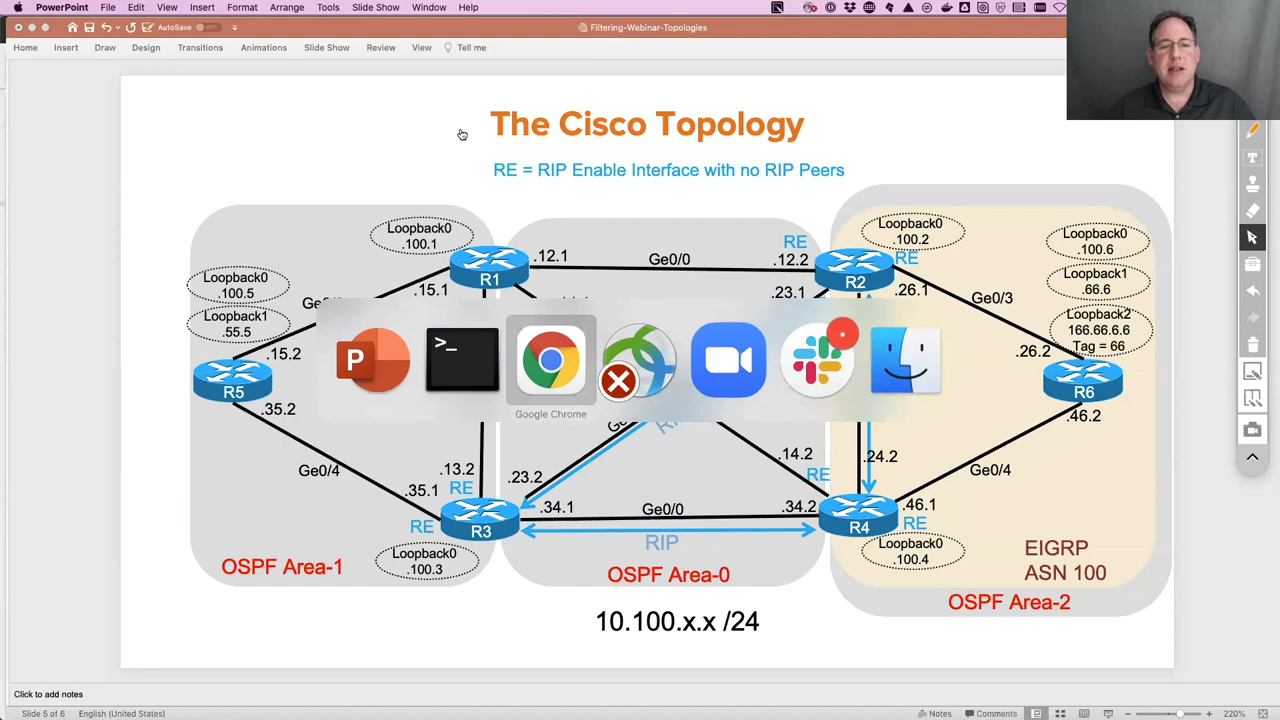 PowerPoint File Edit View Insert Format Arrange Tools Slide Show Window Help
AutoSave OFF
Filtering-Webinar-Topologies
Home Insert Draw Design Transitions Animations Slide Show Review View Tell me
The Cisco Topology
RE = RIP Enable Interface with no RIP Peers
Loopback0
.100.1
Loopback0
.100.2
Loopback0
.100.6
Loopback1
.66.6
Loopback2
166.66.6.6
Tag = 66
Loopback0
.100.5
Loopback1
.55.5
R1
.12.1
Ge0/0
RE
.12.2
R2
RE
.15.1
.23.1
.26.1
Ge0/3
.15.2
.26.2
R5
R6
.35.2
.46.2
P
>_
Google Chrome
Ge0/4
.13.2
.35.1
RE
.23.2
.14.2
RE
.24.2
Ge0/4
.34.1
Ge0/0
.34.2
.46.1
RE
R3
RE
R4
RIP
Loopback0
.100.3
Loopback0
.100.4
EIGRP
ASN 100
OSPF Area-1
OSPF Area-0
OSPF Area-2
10.100.x.x /24
Click to add notes
Slide 5 of 6 English (United States)
Notes Comments 220%